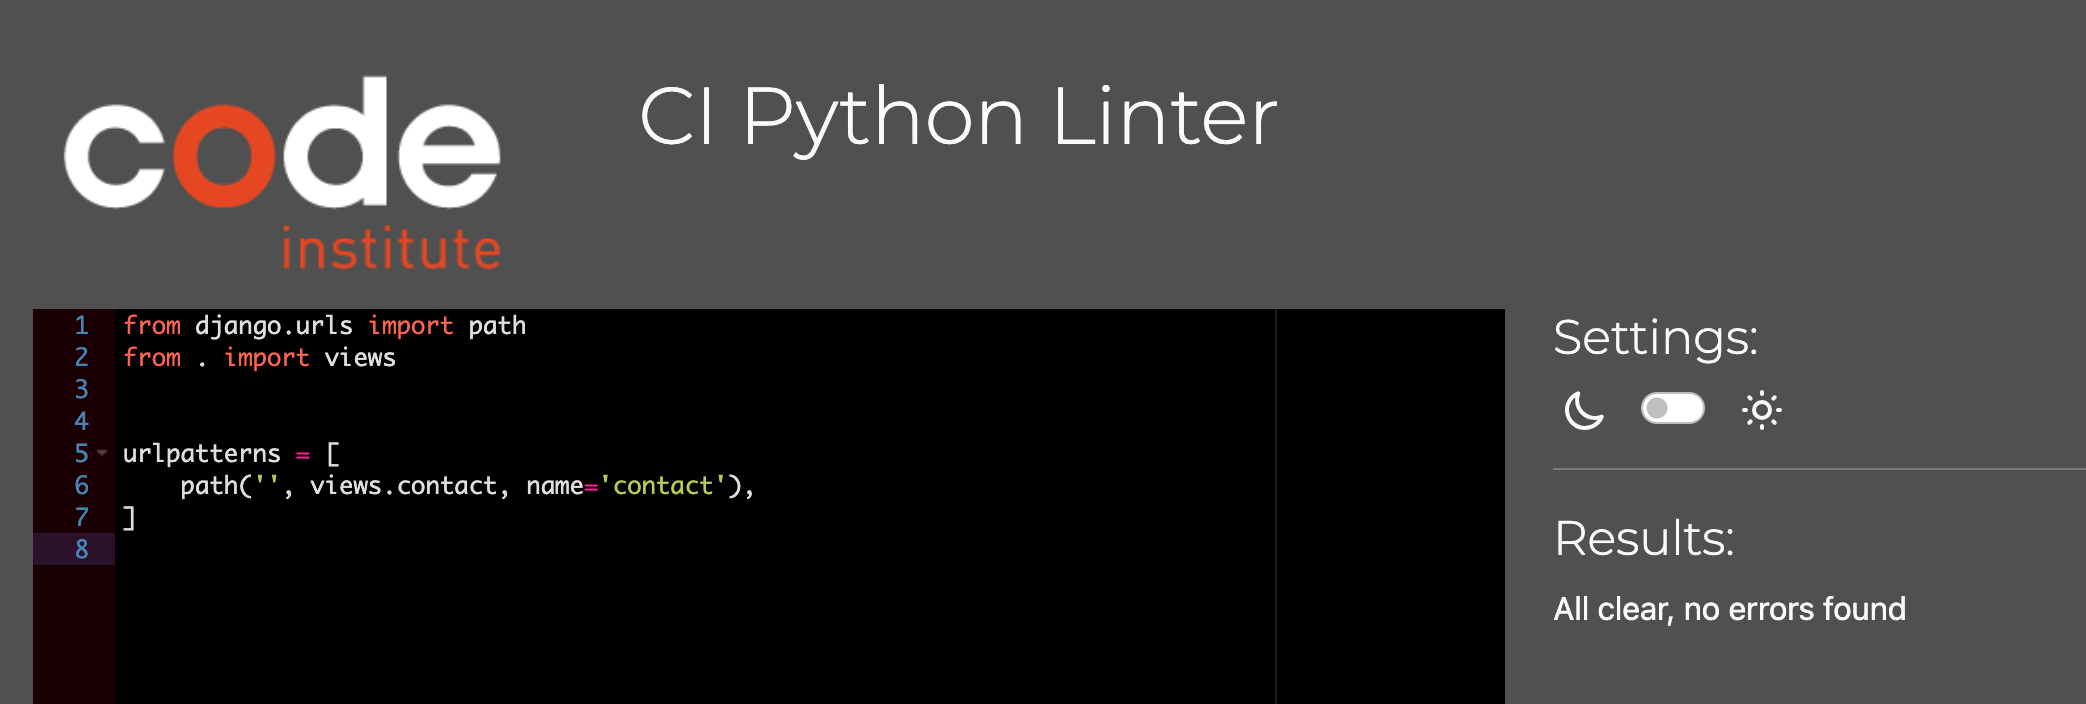 code
institute
CI Python Linter
1 from django.urls import path
2 from . import views
3
4
5 urlpatterns = [
6     path('', views.contact, name='contact'),
7 ]
8
Settings:
Results:
All clear, no errors found